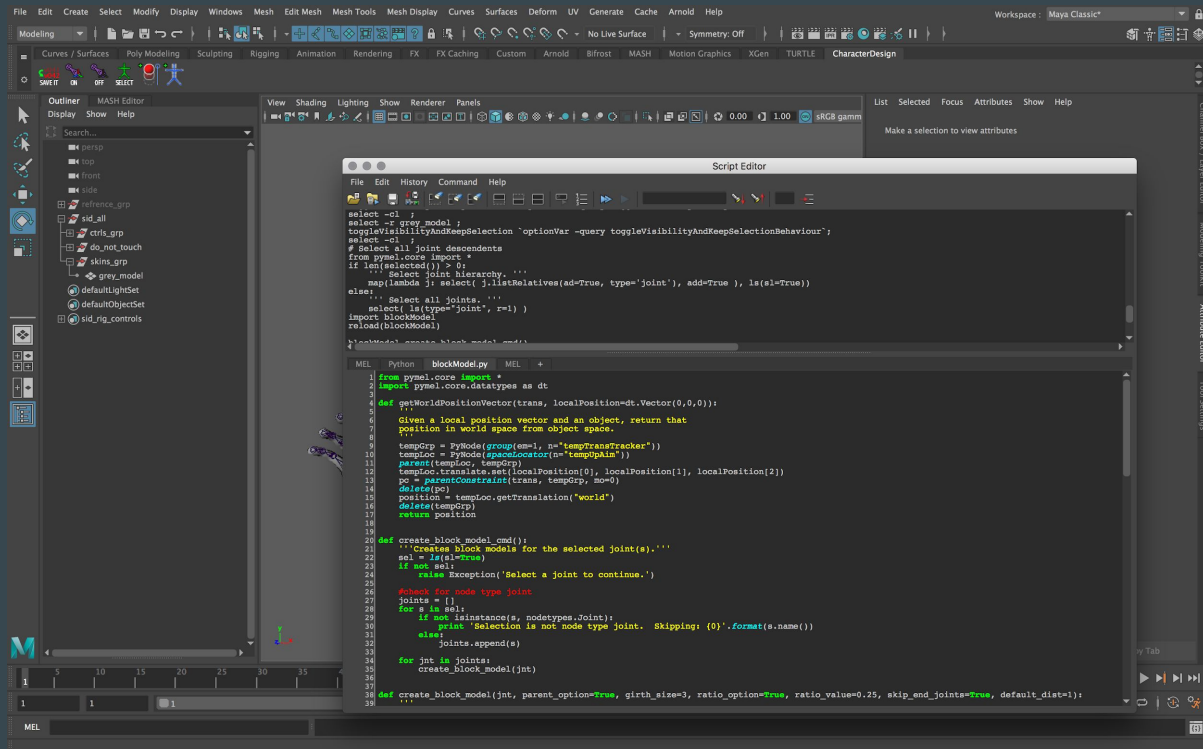 File Edit Create Select Modify Display Windows Mesh Edit Mesh Mesh Tools Mesh Display Curves Surfaces Deform UV Generate Cache Arnold Help
Workspace : Maya Classic*
Modeling
No Live Surface
Symmetry: Off
Curves / Surfaces Poly Modeling Sculpting Rigging Animation Rendering FX FX Caching Custom Arnold Bifrost MASH Motion Graphics XGen TURTLE CharacterDesign
SAVE IT ON OFF SELECT
Outliner MASH Editor
Display Show Help
Search...
persp
top
front
side
refrence_grp
sid_all
ctrls_grp
do_not_touch
skins_grp
grey_model
defaultLightSet
defaultObjectSet
sid_rig_controls
View Shading Lighting Show Renderer Panels
0.00 1.00 sRGB gamm
List Selected Focus Attributes Show Help
Make a selection to view attributes
Script Editor
File Edit History Command Help
select -cl ;
select -r grey_model ;
toggleVisibilityAndKeepSelection `optionVar -query toggleVisibilityAndKeepSelectionBehaviour`;
select -cl ;
# Select all joint descendents
from pymel.core import *
if len(selected()) > 0:
''' Select joint hierarchy. '''
map(lambda j: select( j.listRelatives(ad=True, type='joint'), add=True ), ls(sl=True))
else:
''' Select all joints. '''
select( ls(type="joint", r=1) )
import blockModel
reload(blockModel)
blockModel.create_block_model_cmd()
MEL Python blockModel.py MEL +
1 from pymel.core import *
2 import pymel.core.datatypes as dt
3
4 def getWorldPositionVector(trans, localPosition=dt.Vector(0,0,0)):
5 '''
6 Given a local position vector and an object, return that
7 position in world space from object space.
8 '''
9 tempGrp = PyNode(group(em=1, n="tempTransTracker"))
10 tempLoc = PyNode(spaceLocator(n="tempUpAim"))
11 parent(tempLoc, tempGrp)
12 tempLoc.translate.set(localPosition[0], localPosition[1], localPosition[2])
13 pc = parentConstraint(trans, tempGrp, mo=0)
14 delete(pc)
15 position = tempLoc.getTranslation("world")
16 delete(tempGrp)
17 return position
18
19
20 def create_block_model_cmd():
21 '''Creates block models for the selected joint(s).'''
22 sel = ls(sl=True)
23 if not sel:
24 raise Exception('Select a joint to continue.')
25
26 #check for node type joint
27 joints = []
28 for s in sel:
29 if not isinstance(s, nodetypes.Joint):
30 print 'Selection is not node type joint.  Skipping: {0}'.format(s.name())
31 else:
32 joints.append(s)
33
34 for jnt in joints:
35 create_block_model(jnt)
36
37
38 def create_block_model(jnt, parent_option=True, girth_size=3, ratio_option=True, ratio_value=0.25, skip_end_joints=True, default_dist=1):
39 '''
y Tab
1 5 10 15 20 25 30 35
1 1 1
MEL